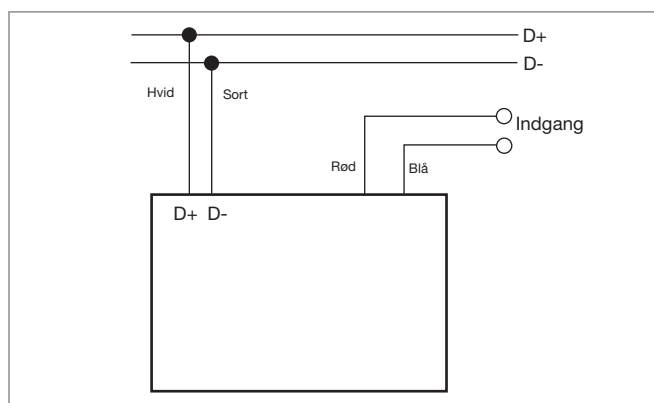 D+
D-
Hvid
Sort
Indgang
Rød
Blå
D+ D-